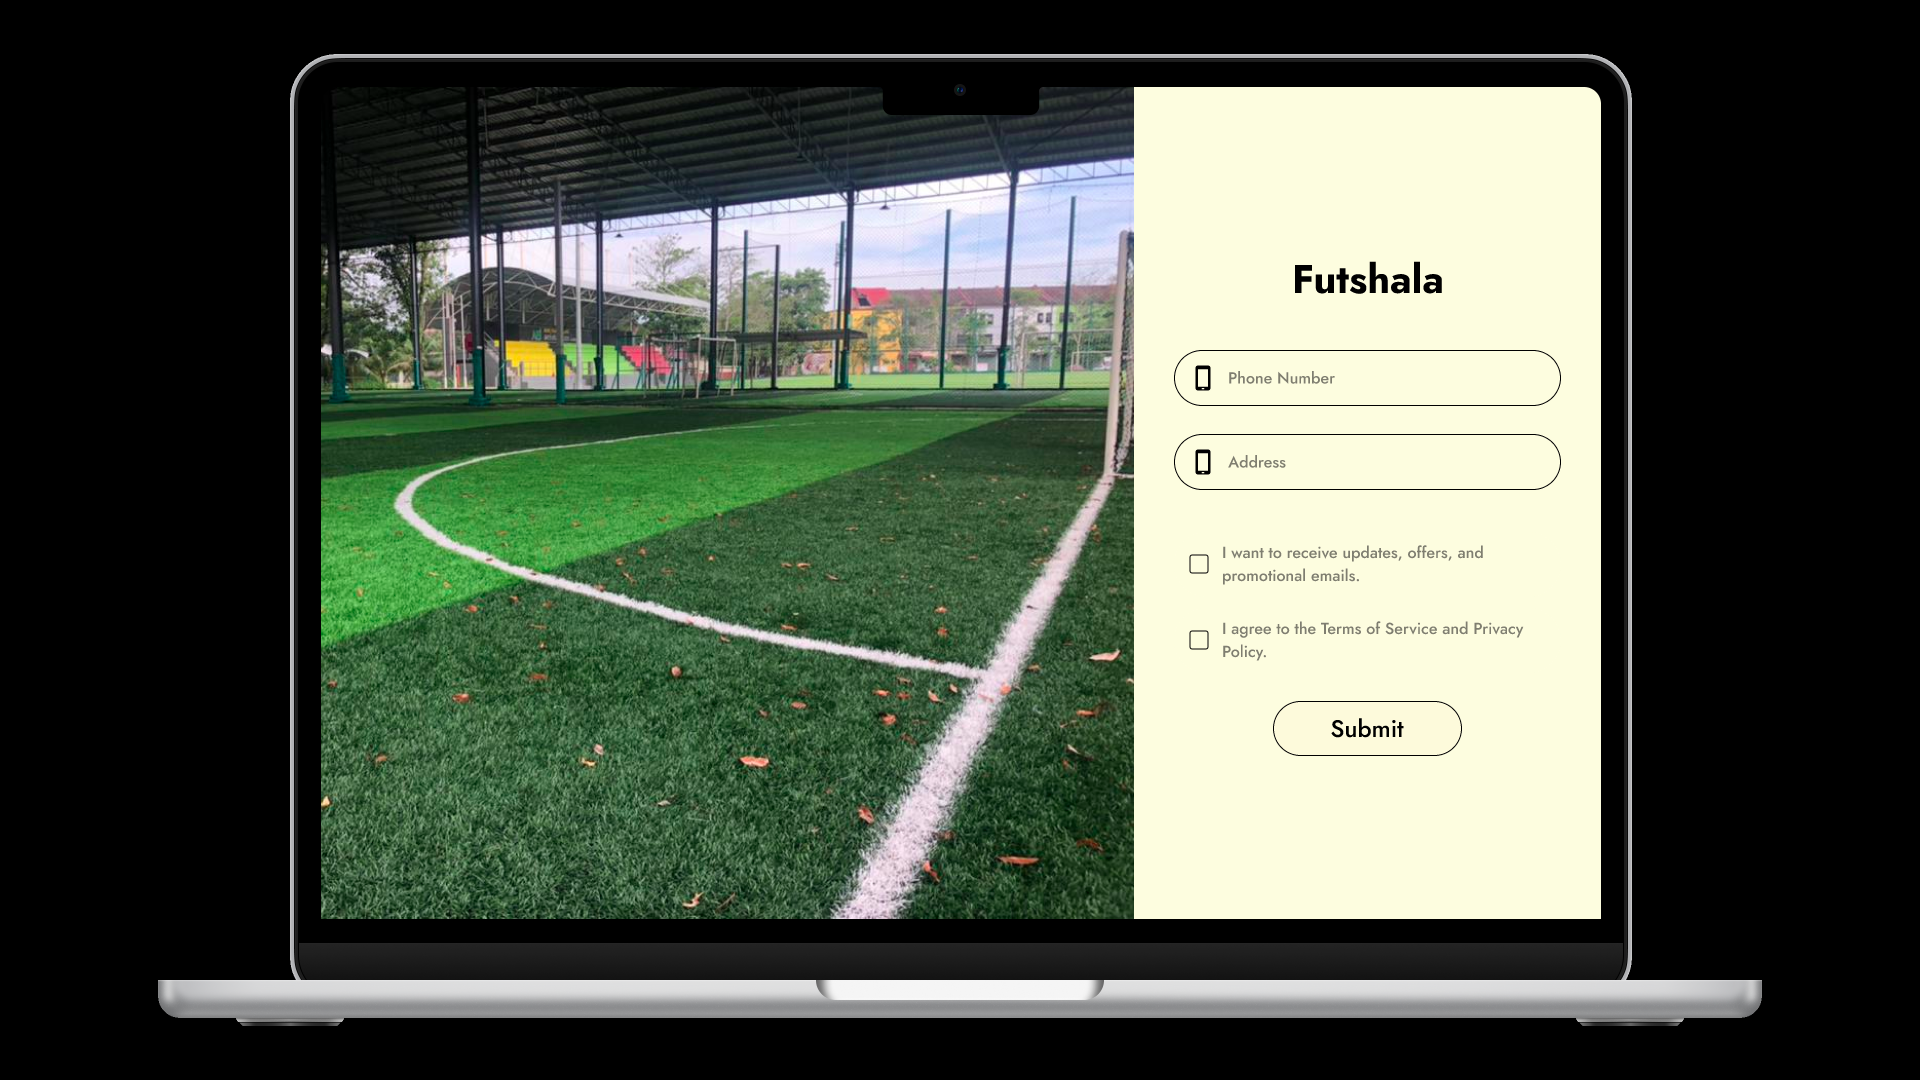 Futshala
Phone Number
Address
I want to receive updates, offers, and
promotional emails.
I agree to the Terms of Service and Privacy
Policy.
Submit